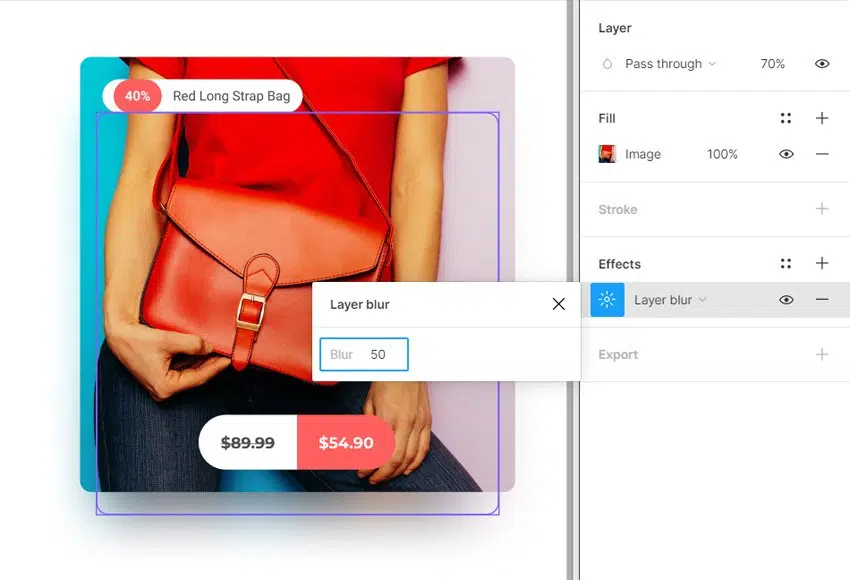 40% Red Long Strap Bag
$89.99 $54.90
Layer
Pass through 70%
Fill
Image 100%
Stroke
Effects
Layer blur
Export
Layer blur
Blur 50